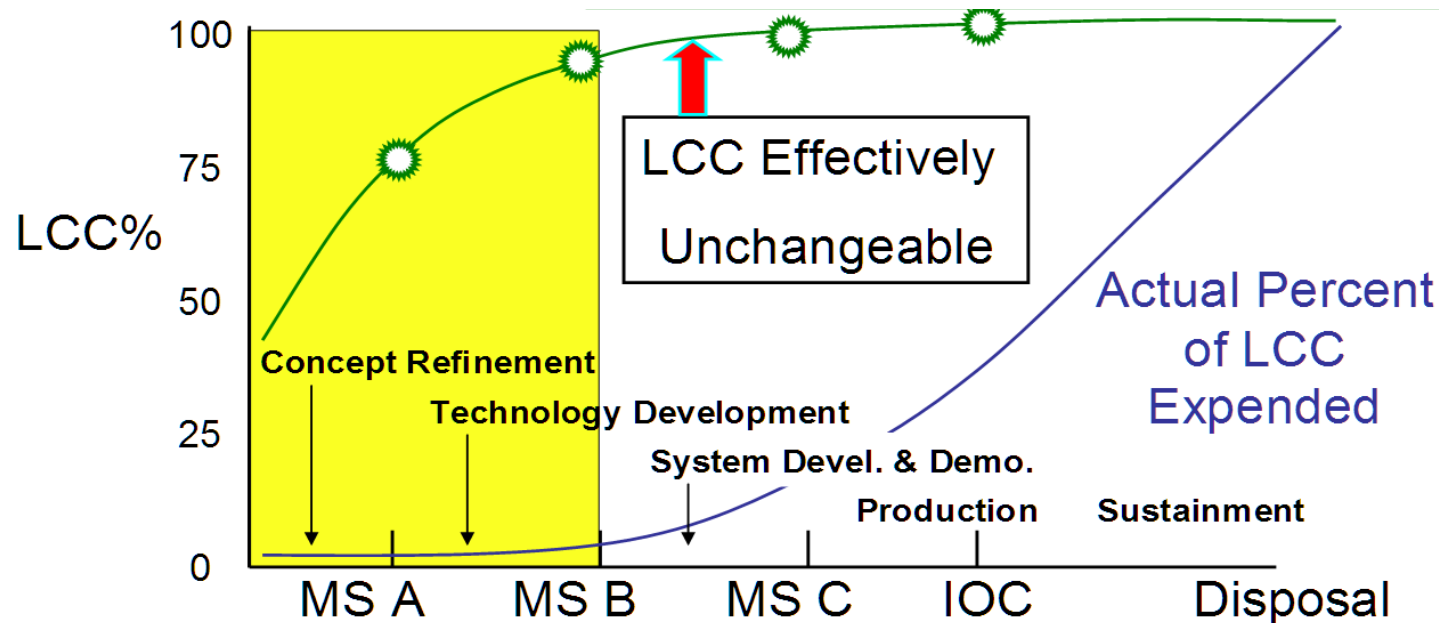 100
75
LCC%
50
25
0
LCC Effectively
Unchangeable
Actual Percent
of LCC
Expended
Concept Refinement
Technology Development
System Devel. & Demo.
Production
Sustainment
MS A
MS B
MS C
IOC
Disposal